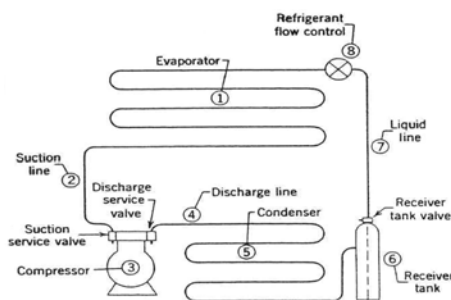 Refrigerant
flow control
8
Evaporator
1
Suction
line
2
Liquid
line
7
Discharge
service
valve
4
Discharge line
Suction
service valve
Condenser
5
Receiver
tank valve
Compressor
3
6
Receiver
tank